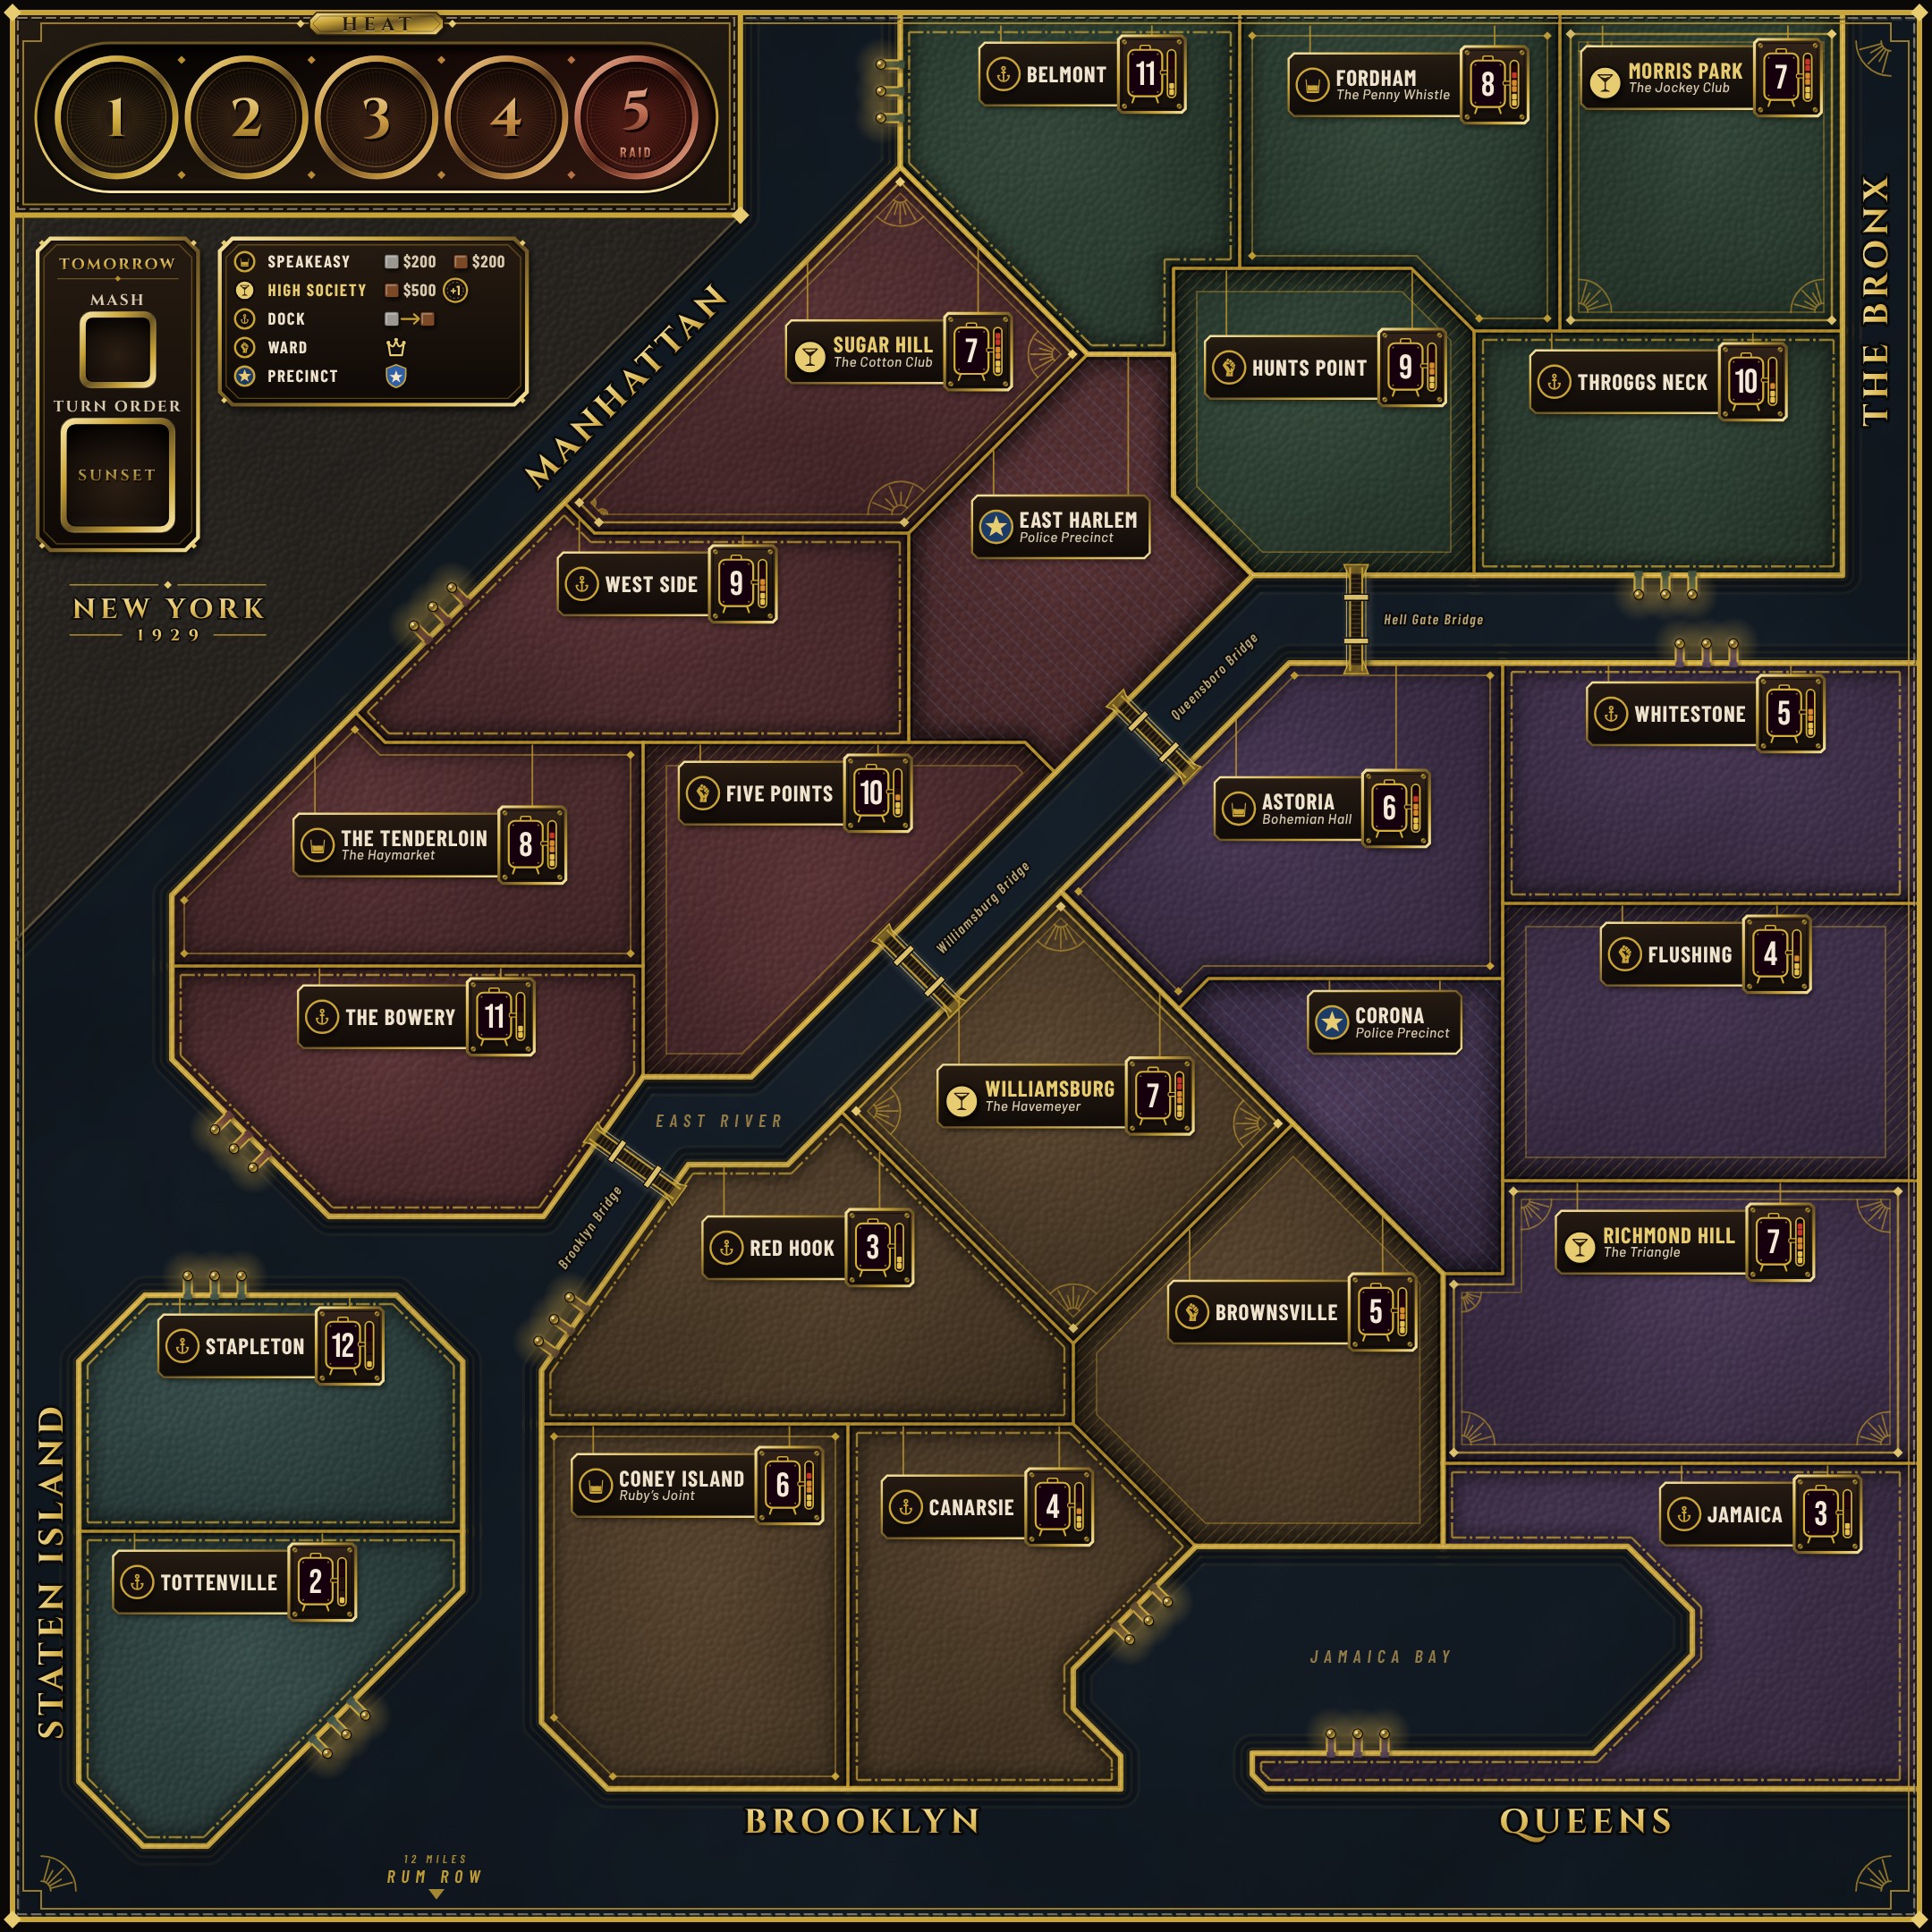 HEAT
1 2 3 4 5
RAID
TOMORROW
MASH
TURN ORDER
SUNSET
SPEAKEASY $200 $200
HIGH SOCIETY $500 +1
DOCK
WARD
PRECINCT
NEW YORK
1929
MANHATTAN
THE BRONX
BELMONT 11
FORDHAM 8
The Penny Whistle
MORRIS PARK 7
The Jockey Club
SUGAR HILL 7
The Cotton Club
HUNTS POINT 9
THROGGS NECK 10
EAST HARLEM
Police Precinct
WEST SIDE 9
Hell Gate Bridge
Queensboro Bridge
WHITESTONE 5
FIVE POINTS 10
ASTORIA 6
Bohemian Hall
THE TENDERLOIN 8
The Haymarket
Williamsburg Bridge
FLUSHING 4
THE BOWERY 11
CORONA
Police Precinct
WILLIAMSBURG 7
The Havemeyer
EAST RIVER
Brooklyn Bridge
RED HOOK 3
RICHMOND HILL 7
The Triangle
BROWNSVILLE 5
STAPLETON 12
STATEN ISLAND
CONEY ISLAND 6
Ruby's Joint
CANARSIE 4
JAMAICA 3
TOTTENVILLE 2
JAMAICA BAY
BROOKLYN
QUEENS
12 MILES
RUM ROW